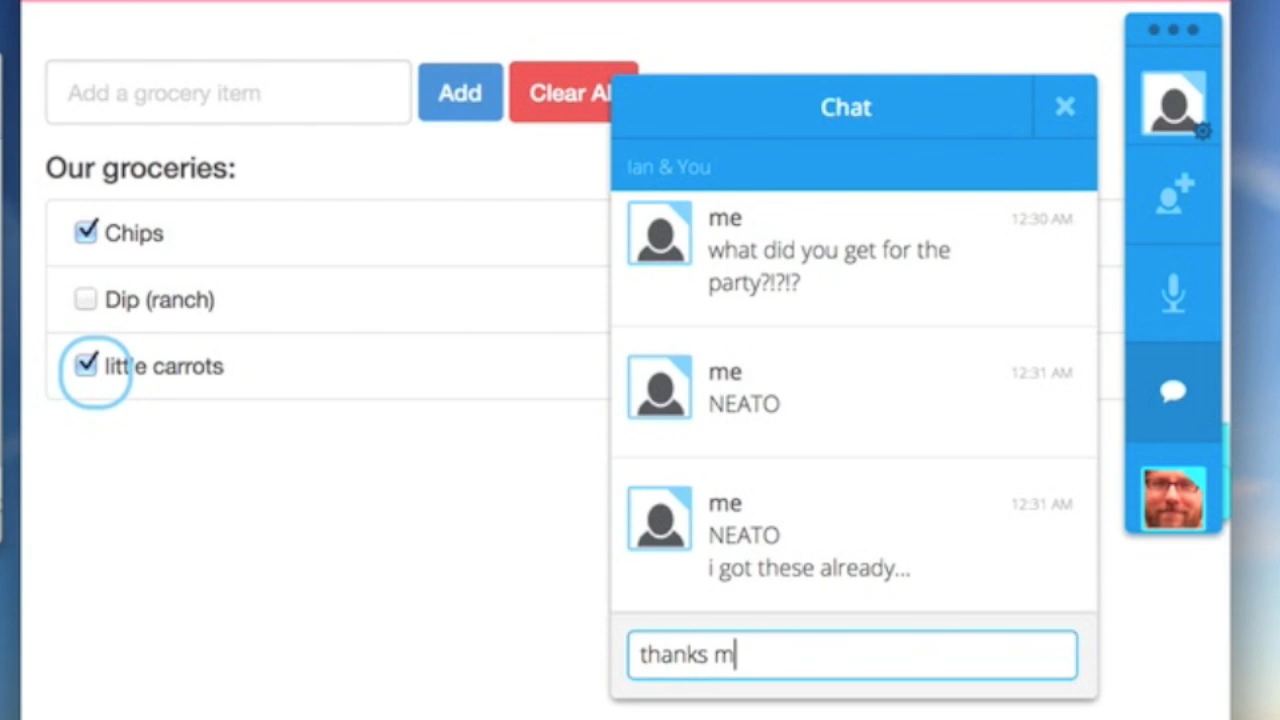 Add a grocery item
Add
Clear Al
Our groceries:
Chips
Dip (ranch)
little carrots
Chat
Ian & You
me 12:30 AM
what did you get for the
party?!?!?
me 12:31 AM
NEATO
me 12:31 AM
NEATO
i got these already...
thanks m